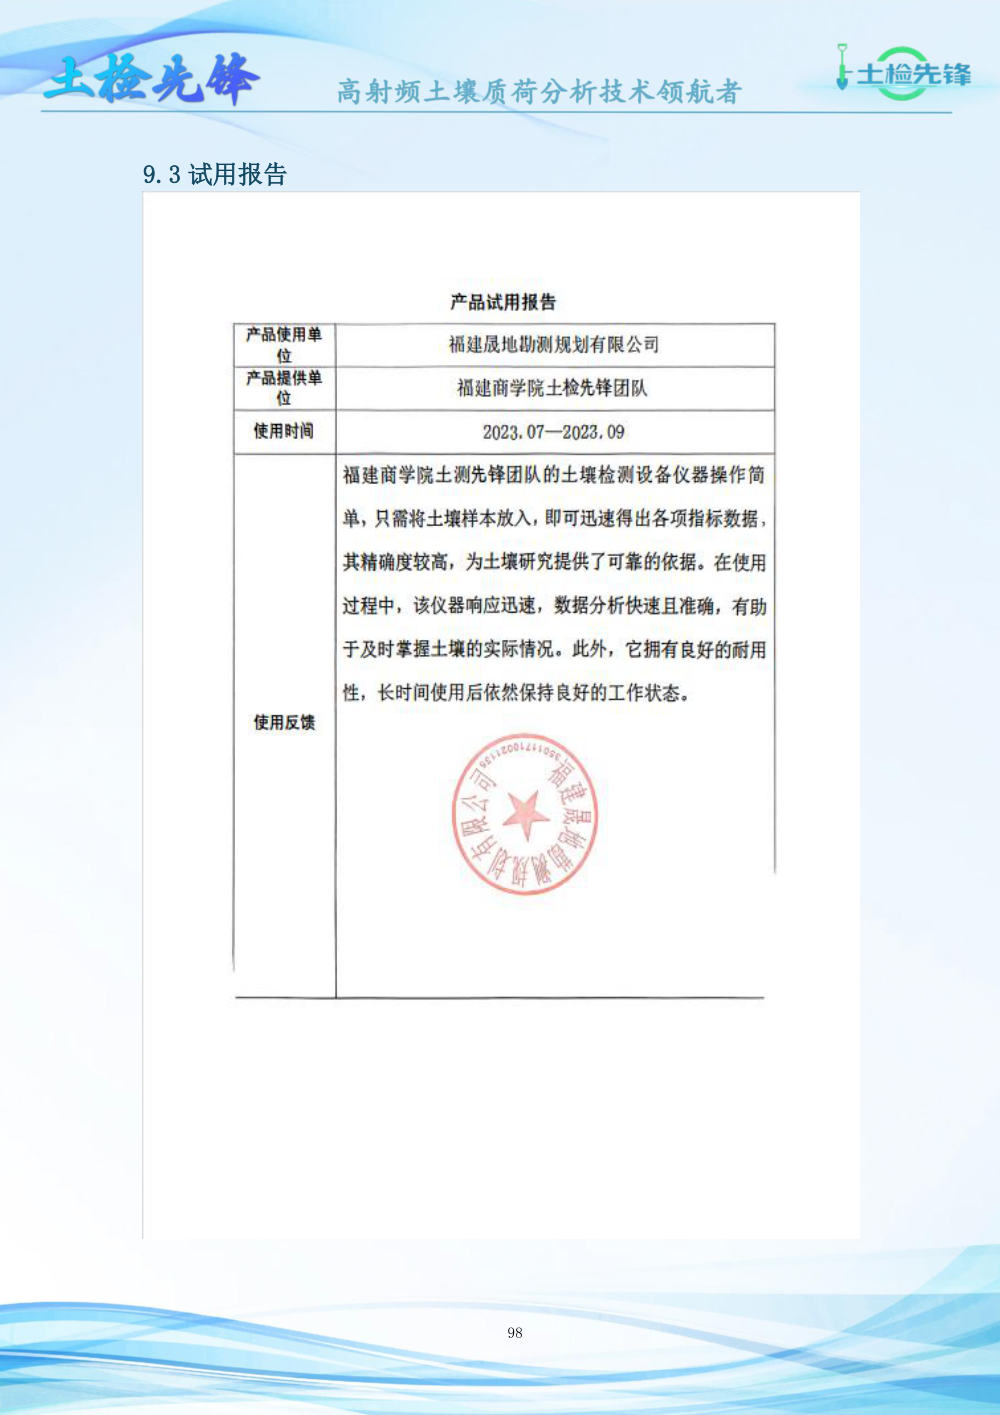 土检先锋
高射频土壤质荷分析技术领航者
土检先锋
9.3 试用报告
产品试用报告
产品使用单
位
福建晟地勘测规划有限公司
产品提供单
位
福建商学院土检先锋团队
使用时间
2023.07—2023.09
使用反馈
福建商学院土测先锋团队的土壤检测设备仪器操作简
单，只需将土壤样本放入，即可迅速得出各项指标数据，
其精确度较高，为土壤研究提供了可靠的依据。在使用
过程中，该仪器响应迅速，数据分析快速且准确，有助
于及时掌握土壤的实际情况。此外，它拥有良好的耐用
性，长时间使用后依然保持良好的工作状态。
福建晟地勘测规划有限公司
98